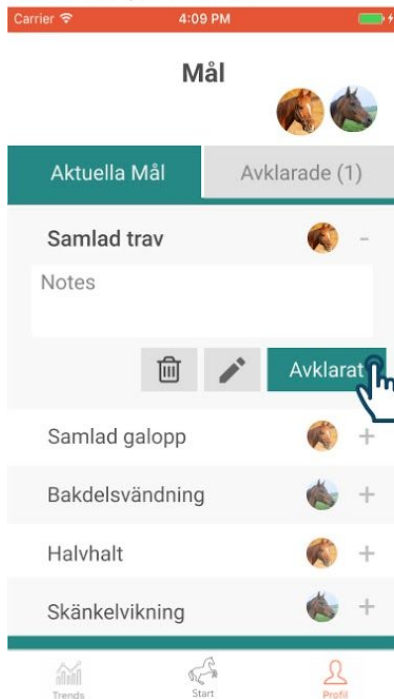 Carrier 4:09 PM
Mål
Aktuella Mål Avklarade (1)
Samlad trav -
Notes
Avklarat
Samlad galopp +
Bakdelsvändning +
Halvhalt +
Skänkelvikning +
Trends Start Profil